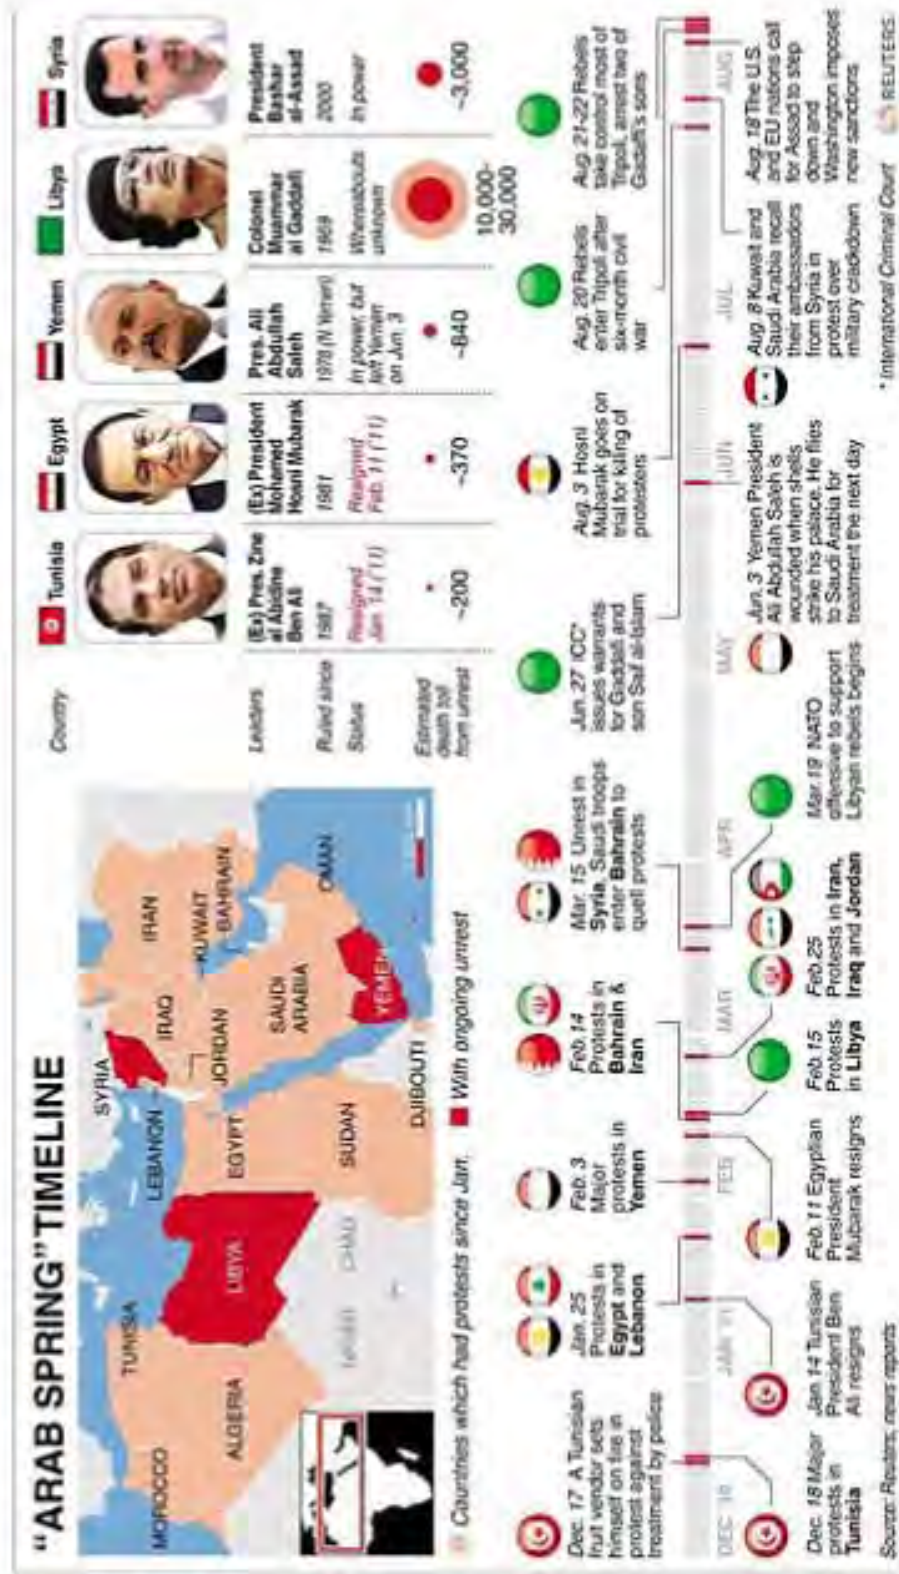 "ARAB SPRING" TIMELINE
MOROCCO
ALGERIA
TUNISIA
LIBYA
CHAD
EGYPT
SUDAN
DJIBOUTI
LEBANON
SYRIA
JORDAN
IRAQ
SAUDI
ARABIA
YEMEN
IRAN
KUWAIT
BAHRAIN
OMAN
Countries which had protests since Jan.
With ongoing unrest
Country
Tunisia
Egypt
Yemen
Libya
Syria
Leaders
(Ex) Pres. Zine
al Abidine
Ben Ali
(Ex) President
Mohamed
Hosni Mubarak
Pres. Ali
Abdullah
Saleh
Colonel
Muammar
al Gaddafi
President
Bashar
al-Assad
Ruled since
1987
1981
1978 (N Yemen)
1969
2000
Status
Resigned
Jan 14 ('11)
Resigned
Feb. 11 ('11)
In power, but
left Yemen
on Jun. 3
Whereabouts
unknown
In power
Estimated
death toll
from unrest
~200
~370
~840
10,000-
30,000
~3,000
Dec. 17 A Tunisian
fruit vendor sets
himself on fire in
protest against
treatment by police
Jan. 25
Protests in
Egypt and
Lebanon
Feb. 3
Major
protests in
Yemen
Feb. 14
Protests in
Bahrain &
Iran
Mar. 15 Unrest in
Syria, Saudi troops
enter Bahrain to
quell protests
Jun. 27 ICC*
issues warrants
for Gaddafi and
son Saif al-Islam
Aug. 3 Hosni
Mubarak goes on
trial for killing of
protesters
Aug. 20 Rebels
enter Tripoli after
six-month civil
war
Aug. 21-22 Rebels
take control most of
Tripoli, arrest two of
Gadaffi's sons
DEC 10
JAN 11
FEB
MAR
APR
MAY
JUN
JUL
AUG
Dec. 18 Major
protests in
Tunisia
Jan. 14 Tunisian
President Ben
Ali resigns
Feb. 11 Egyptian
President
Mubarak resigns
Feb. 15
Protests
in Libya
Feb. 25
Protests in Iran,
Iraq and Jordan
Mar. 19 NATO
offensive to support
Libyan rebels begins
Jun. 3 Yemen President
Ali Abdullah Saleh is
wounded when shells
strike his palace. He flies
to Saudi Arabia for
treatment the next day
Aug. 8 Kuwait and
Saudi Arabia recall
their ambassadors
from Syria in
protest over
military crackdown
Aug. 18 The U.S.
and EU nations call
for Assad to step
down and
Washington imposes
new sanctions
Source: Reuters, news reports
* International Criminal Court
REUTERS